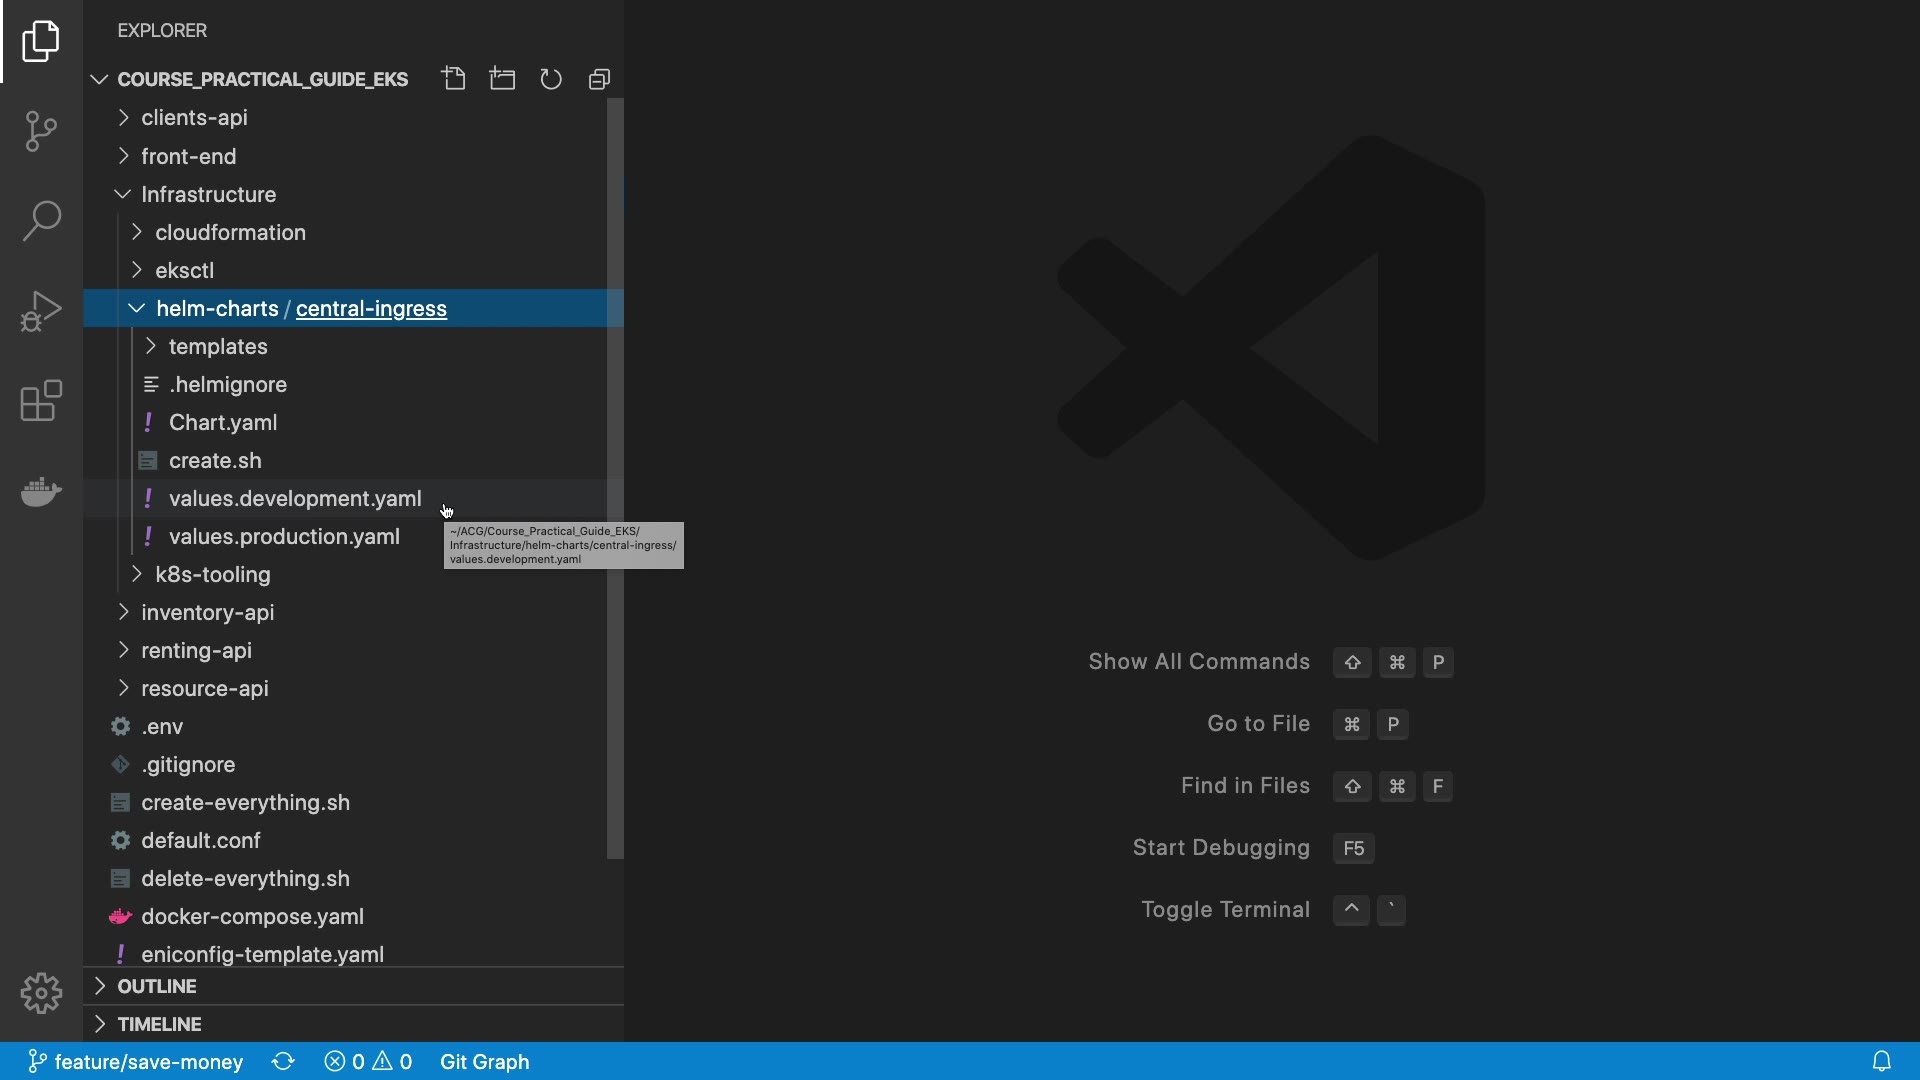 EXPLORER
COURSE_PRACTICAL_GUIDE_EKS
clients-api
front-end
Infrastructure
cloudformation
eksctl
helm-charts / central-ingress
templates
.helmignore
! Chart.yaml
create.sh
! values.development.yaml
~/ACG/Course_Practical_Guide_EKS/
Infrastructure/helm-charts/central-ingress/
values.development.yaml
! values.production.yaml
k8s-tooling
inventory-api
renting-api
resource-api
.env
.gitignore
create-everything.sh
default.conf
delete-everything.sh
docker-compose.yaml
! eniconfig-template.yaml
OUTLINE
TIMELINE
Show All Commands ⇧ ⌘ P
Go to File ⌘ P
Find in Files ⇧ ⌘ F
Start Debugging F5
Toggle Terminal ^ `
feature/save-money 0 0 Git Graph